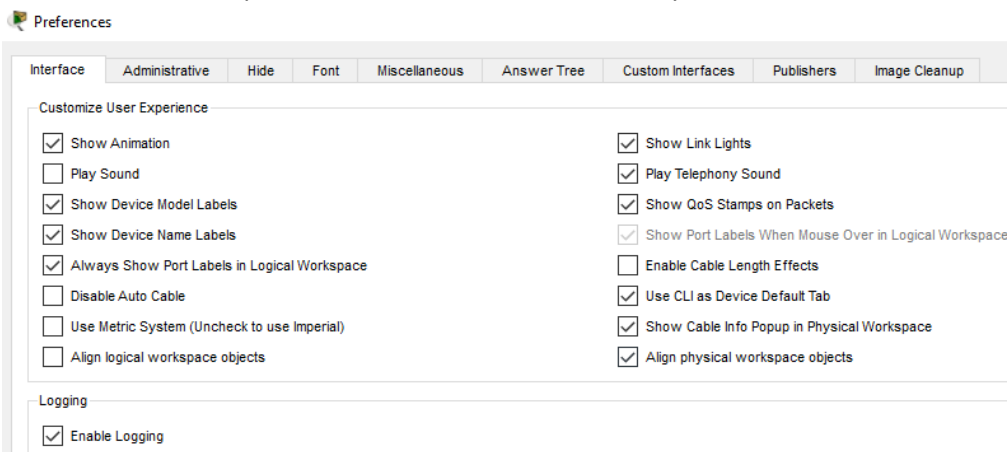 Preferences
Interface Administrative Hide Font Miscellaneous Answer Tree Custom Interfaces Publishers Image Cleanup
Customize User Experience
Show Animation Show Link Lights
Play Sound Play Telephony Sound
Show Device Model Labels Show QoS Stamps on Packets
Show Device Name Labels Show Port Labels When Mouse Over in Logical Workspace
Always Show Port Labels in Logical Workspace Enable Cable Length Effects
Disable Auto Cable Use CLI as Device Default Tab
Use Metric System (Uncheck to use Imperial) Show Cable Info Popup in Physical Workspace
Align logical workspace objects Align physical workspace objects
Logging
Enable Logging